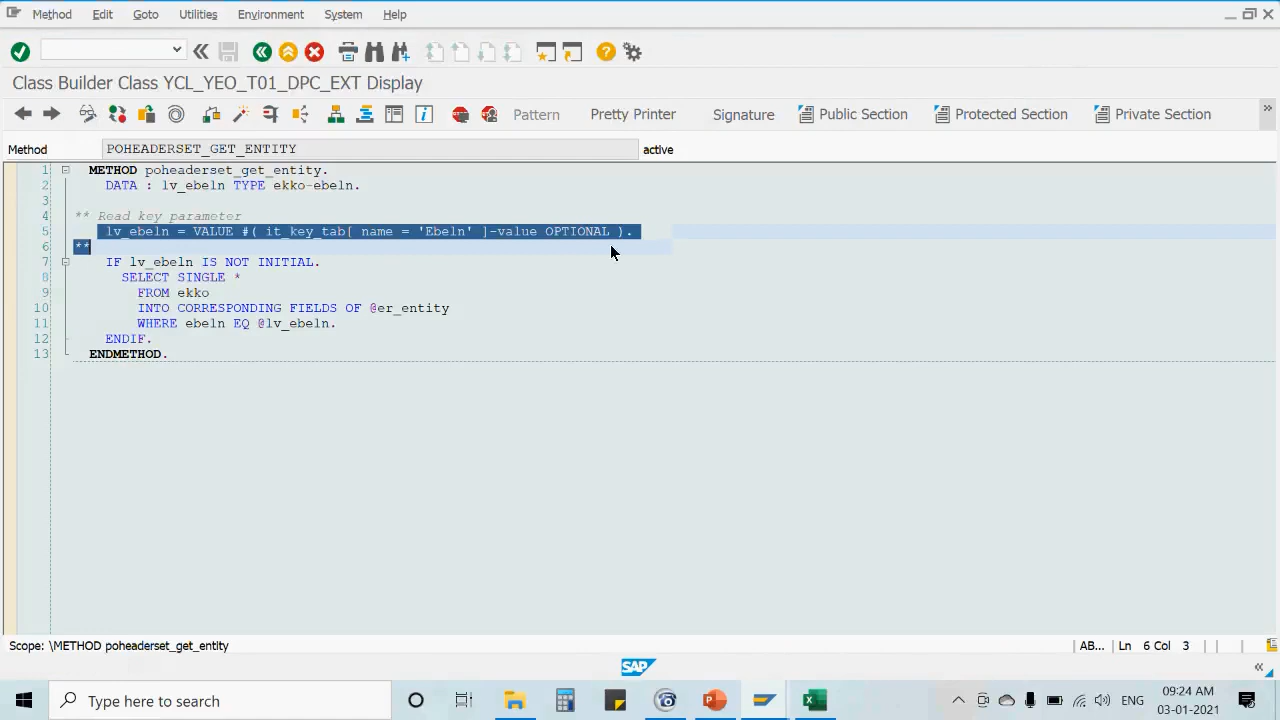 Method Edit Goto Utilities Environment System Help
Class Builder Class YCL_YEO_T01_DPC_EXT Display
Pattern Pretty Printer Signature Public Section Protected Section Private Section
Method POHEADERSET_GET_ENTITY active
1 METHOD poheaderset_get_entity.
2 DATA : lv_ebeln TYPE ekko-ebeln.
3
4 ** Read key parameter
5 lv_ebeln = VALUE #( it_key_tab[ name = 'Ebeln' ]-value OPTIONAL ).
6 **
7 IF lv_ebeln IS NOT INITIAL.
8 SELECT SINGLE *
9 FROM ekko
10 INTO CORRESPONDING FIELDS OF @er_entity
11 WHERE ebeln EQ @lv_ebeln.
12 ENDIF.
13 ENDMETHOD.
Scope: \METHOD poheaderset_get_entity AB... Ln 6 Col 3
SAP
Type here to search ENG 09:24 AM
03-01-2021